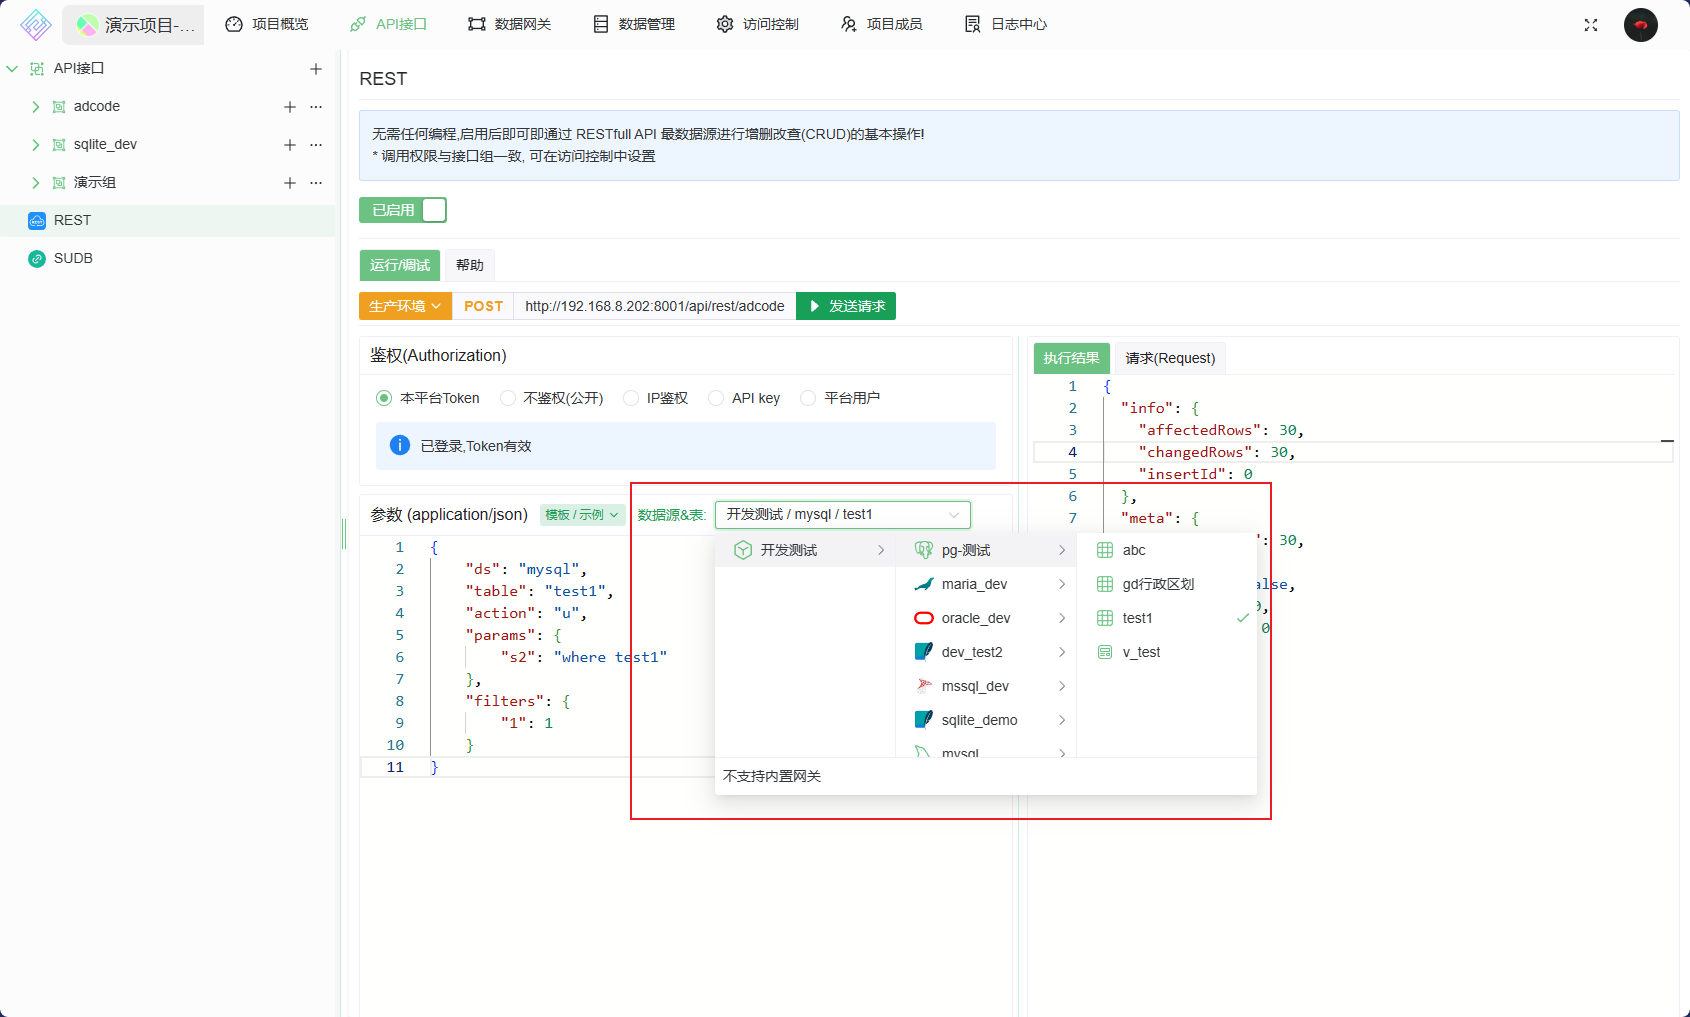 演示项目-...
项目概览
API接口
数据网关
数据管理
访问控制
项目成员
日志中心
API接口
adcode
sqlite_dev
演示组
REST
SUDB
REST
无需任何编程,启用后即可即通过 RESTfull API 最数据源进行增删改查(CRUD)的基本操作!
* 调用权限与接口组一致, 可在访问控制中设置
已启用
运行/调试
帮助
生产环境
POST
http://192.168.8.202:8001/api/rest/adcode
发送请求
鉴权(Authorization)
本平台Token
不鉴权(公开)
IP鉴权
API key
平台用户
已登录,Token有效
参数 (application/json)
模板 / 示例
数据源&表:
开发测试 / mysql / test1
1 {
2 "ds": "mysql",
3 "table": "test1",
4 "action": "u",
5 "params": {
6 "s2": "where test1"
7 },
8 "filters": {
9 "1": 1
10 }
11 }
开发测试
pg-测试
maria_dev
oracle_dev
dev_test2
mssql_dev
sqlite_demo
mysql
abc
gd行政区划
test1
v_test
不支持内置网关
执行结果
请求(Request)
1 {
2 "info": {
3 "affectedRows": 30,
4 "changedRows": 30,
5 "insertId": 0
6 },
7 "meta": {
": 30,
alse,
0